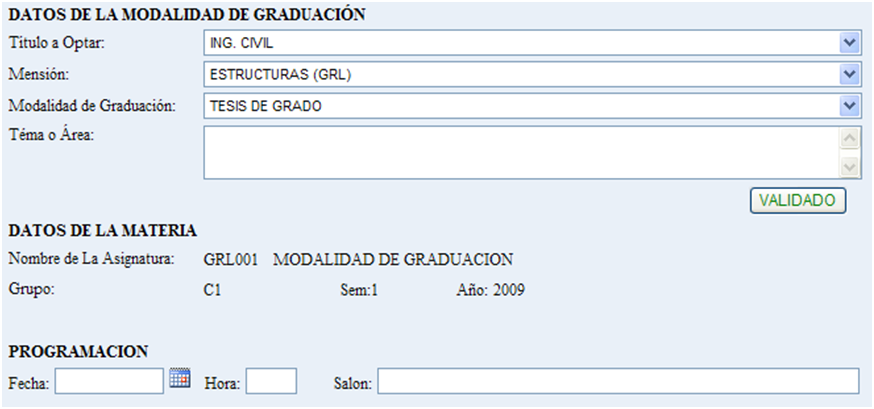 DATOS DE LA MODALIDAD DE GRADUACIÓN
Titulo a Optar: ING. CIVIL
Mensión: ESTRUCTURAS (GRL)
Modalidad de Graduación: TESIS DE GRADO
Téma o Área:
VALIDADO
DATOS DE LA MATERIA
Nombre de La Asignatura: GRL001 MODALIDAD DE GRADUACION
Grupo: C1 Sem:1 Año: 2009
PROGRAMACION
Fecha: Hora: Salon: